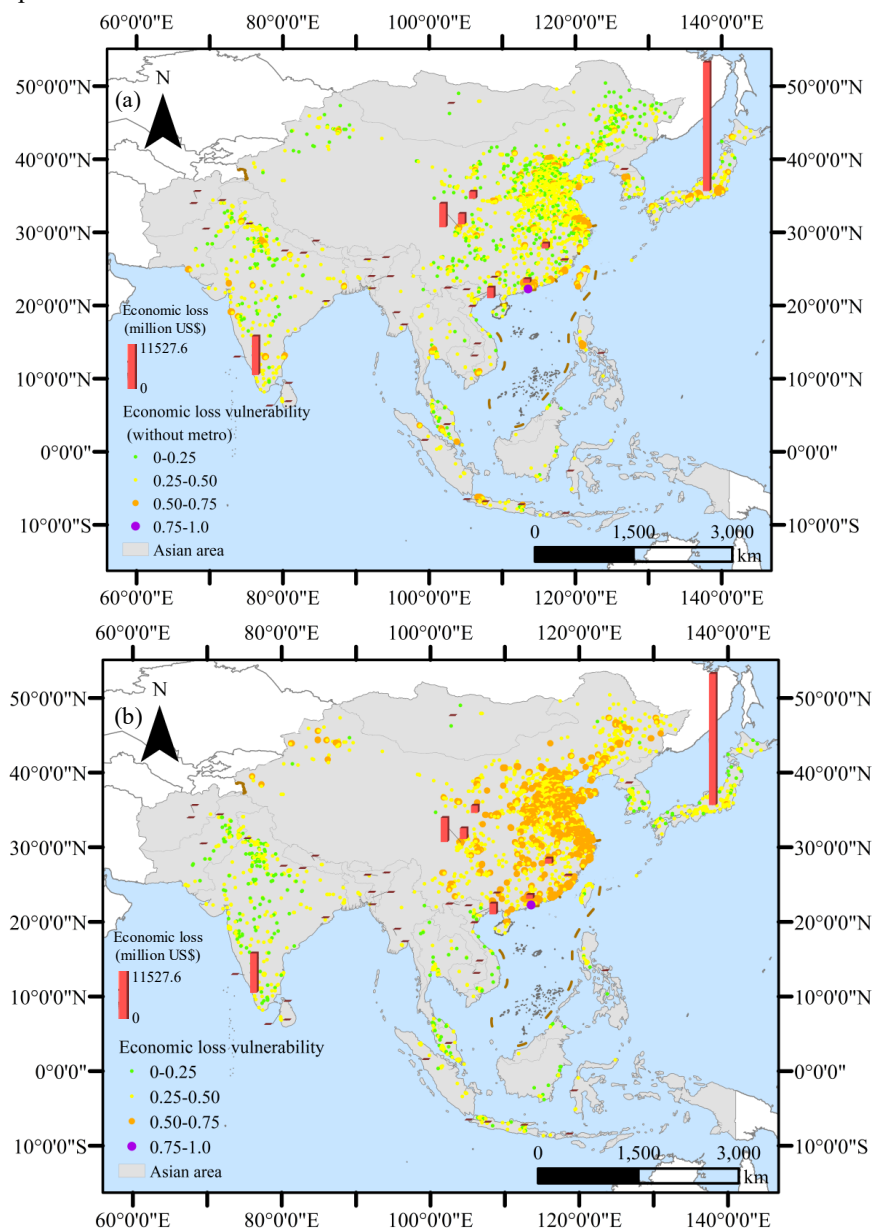 60°0'0"E 80°0'0"E 100°0'0"E 120°0'0"E 140°0'0"E
(a)
N
50°0'0"N 50°0'0"N
40°0'0"N 40°0'0"N
30°0'0"N 30°0'0"N
20°0'0"N 20°0'0"N
10°0'0"N 10°0'0"N
0°0'0" 0°0'0"
10°0'0"S 10°0'0"S
Economic loss
(million US$)
11527.6
0
Economic loss vulnerability
(without metro)
0-0.25
0.25-0.50
0.50-0.75
0.75-1.0
Asian area
0 1,500 3,000
km
60°0'0"E 80°0'0"E 100°0'0"E 120°0'0"E 140°0'0"E
60°0'0"E 80°0'0"E 100°0'0"E 120°0'0"E 140°0'0"E
(b)
N
50°0'0"N 50°0'0"N
40°0'0"N 40°0'0"N
30°0'0"N 30°0'0"N
20°0'0"N 20°0'0"N
10°0'0"N 10°0'0"N
0°0'0" 0°0'0"
10°0'0"S 10°0'0"S
Economic loss
(million US$)
11527.6
0
Economic loss vulnerability
0-0.25
0.25-0.50
0.50-0.75
0.75-1.0
Asian area
0 1,500 3,000
km
60°0'0"E 80°0'0"E 100°0'0"E 120°0'0"E 140°0'0"E